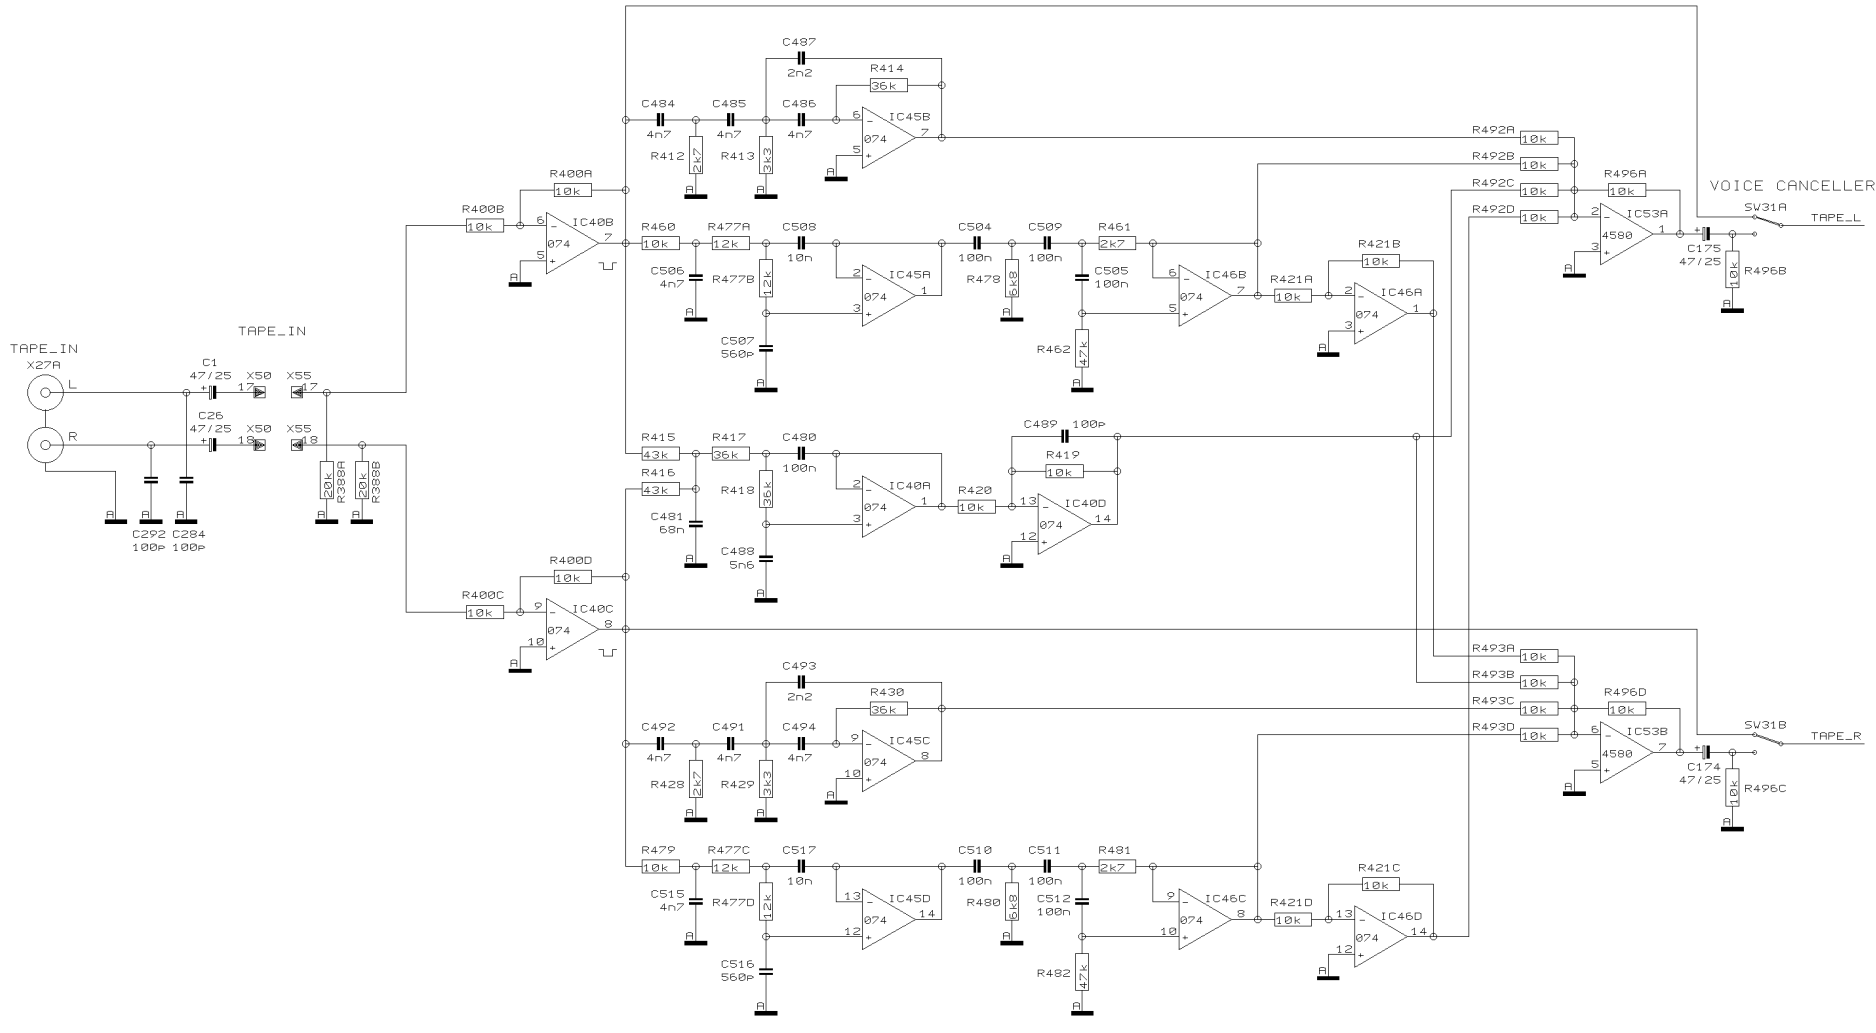 C487
2n2
R414
36k
C484
4n7
C485
4n7
C486
4n7
6
-
IC45B
074
7
5
+
R412
2k7
R413
3k3
A
A
A
R492A
10k
R492B
10k
R492C
10k
R492D
10k
R496A
10k
VOICE CANCELLER
SW31A
TAPE_L
2
-
IC53A
4580
1
3
+
A
+
C175
47/25
10k
R496B
A
R400A
10k
R400B
10k
6
-
IC40B
074
7
5
+
A
R460
10k
R477A
12k
C508
10n
C506
4n7
R477B
12k
A
2
-
IC45A
074
1
3
+
C507
560p
A
C504
100n
C509
100n
R461
2k7
R478
6k8
A
C505
100n
6
-
IC46B
074
7
5
+
R462
47k
A
R421B
10k
R421A
10k
2
-
IC46A
074
1
3
+
A
TAPE_IN
TAPE_IN
X27A
L
R
C1
47/25
+
X50
17
X55
17
C26
47/25
+
X50
18
X55
18
A
A
A
C292
100p
C284
100p
20k
R388A
20k
R388B
A
A
R415
43k
R417
36k
C480
100n
R416
43k
R418
36k
C481
68n
A
2
-
IC40A
074
1
3
+
C488
5n6
A
R420
10k
C489
100p
R419
10k
13
-
IC40D
074
14
12
+
A
R400D
10k
R400C
10k
9
-
IC40C
074
8
10
+
A
C493
2n2
R430
36k
C492
4n7
C491
4n7
C494
4n7
9
-
IC45C
074
8
10
+
R428
2k7
R429
3k3
A
A
A
R493A
10k
R493B
10k
R493C
10k
R493D
10k
R496D
10k
SW31B
TAPE_R
6
-
IC53B
4580
7
5
+
A
+
C174
47/25
10k
R496C
A
R479
10k
R477C
12k
C517
10n
C515
4n7
R477D
12k
A
13
-
IC45D
074
14
12
+
C516
560p
A
C510
100n
C511
100n
R481
2k7
R480
6k8
A
C512
100n
9
-
IC46C
074
8
10
+
R482
47k
A
R421C
10k
R421D
10k
13
-
IC46D
074
14
12
+
A